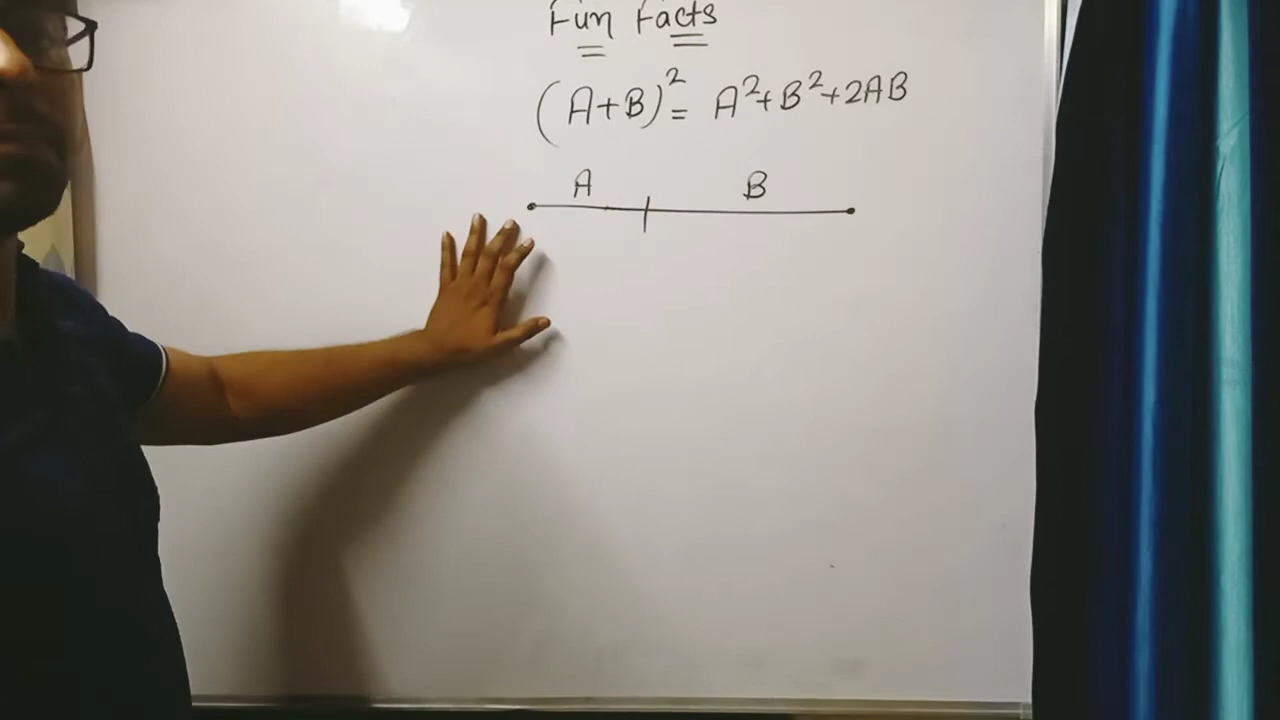 Fun Facts
(A+B)² = A²+B²+2AB
A B